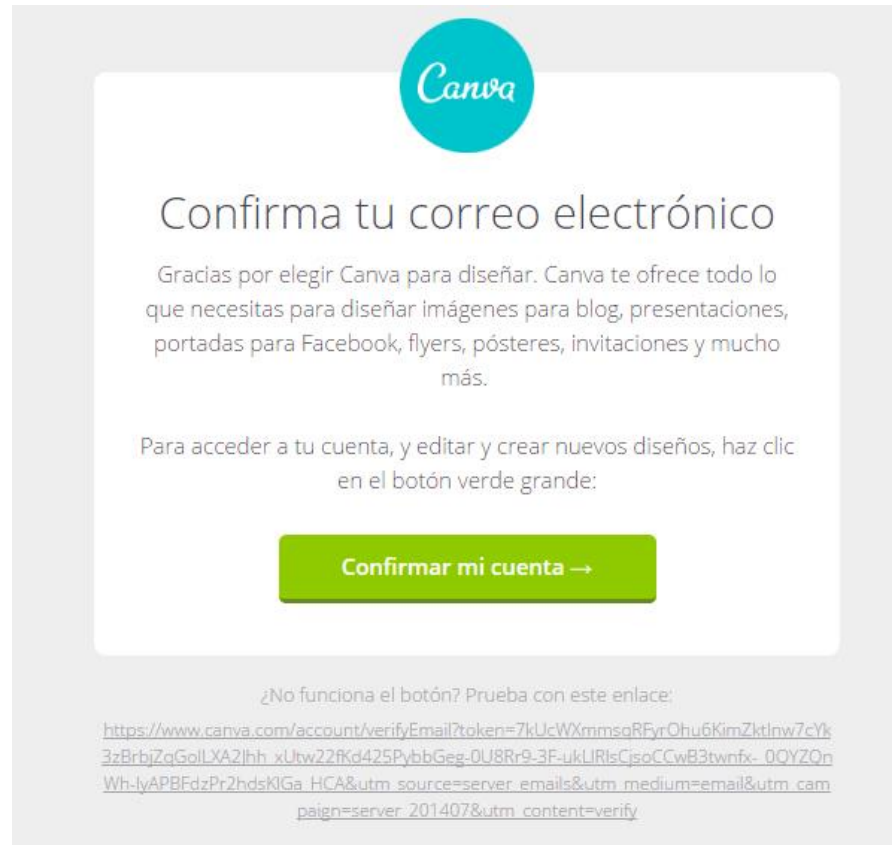 Canva
Confirma tu correo electrónico
Gracias por elegir Canva para diseñar. Canva te ofrece todo lo
que necesitas para diseñar imágenes para blog, presentaciones,
portadas para Facebook, flyers, pósteres, invitaciones y mucho
más.
Para acceder a tu cuenta, y editar y crear nuevos diseños, haz clic
en el botón verde grande:
Confirmar mi cuenta →
¿No funciona el botón? Prueba con este enlace:
https://www.canva.com/account/verifyEmail?token=7kUcWXmmsqRFyrOhu6KimZktInw7cYk
3zBrbjZqGolLXA2Jhh_xUtw22fKd425PybbGeg-0U8Rr9-3F-ukLIRlsCjsoCCwB3twnfx-_0QYZQn
Wh-lyAPBFdzPr2hdsKlGa_HCA&utm_source=server_emails&utm_medium=email&utm_cam
paign=server_201407&utm_content=verify